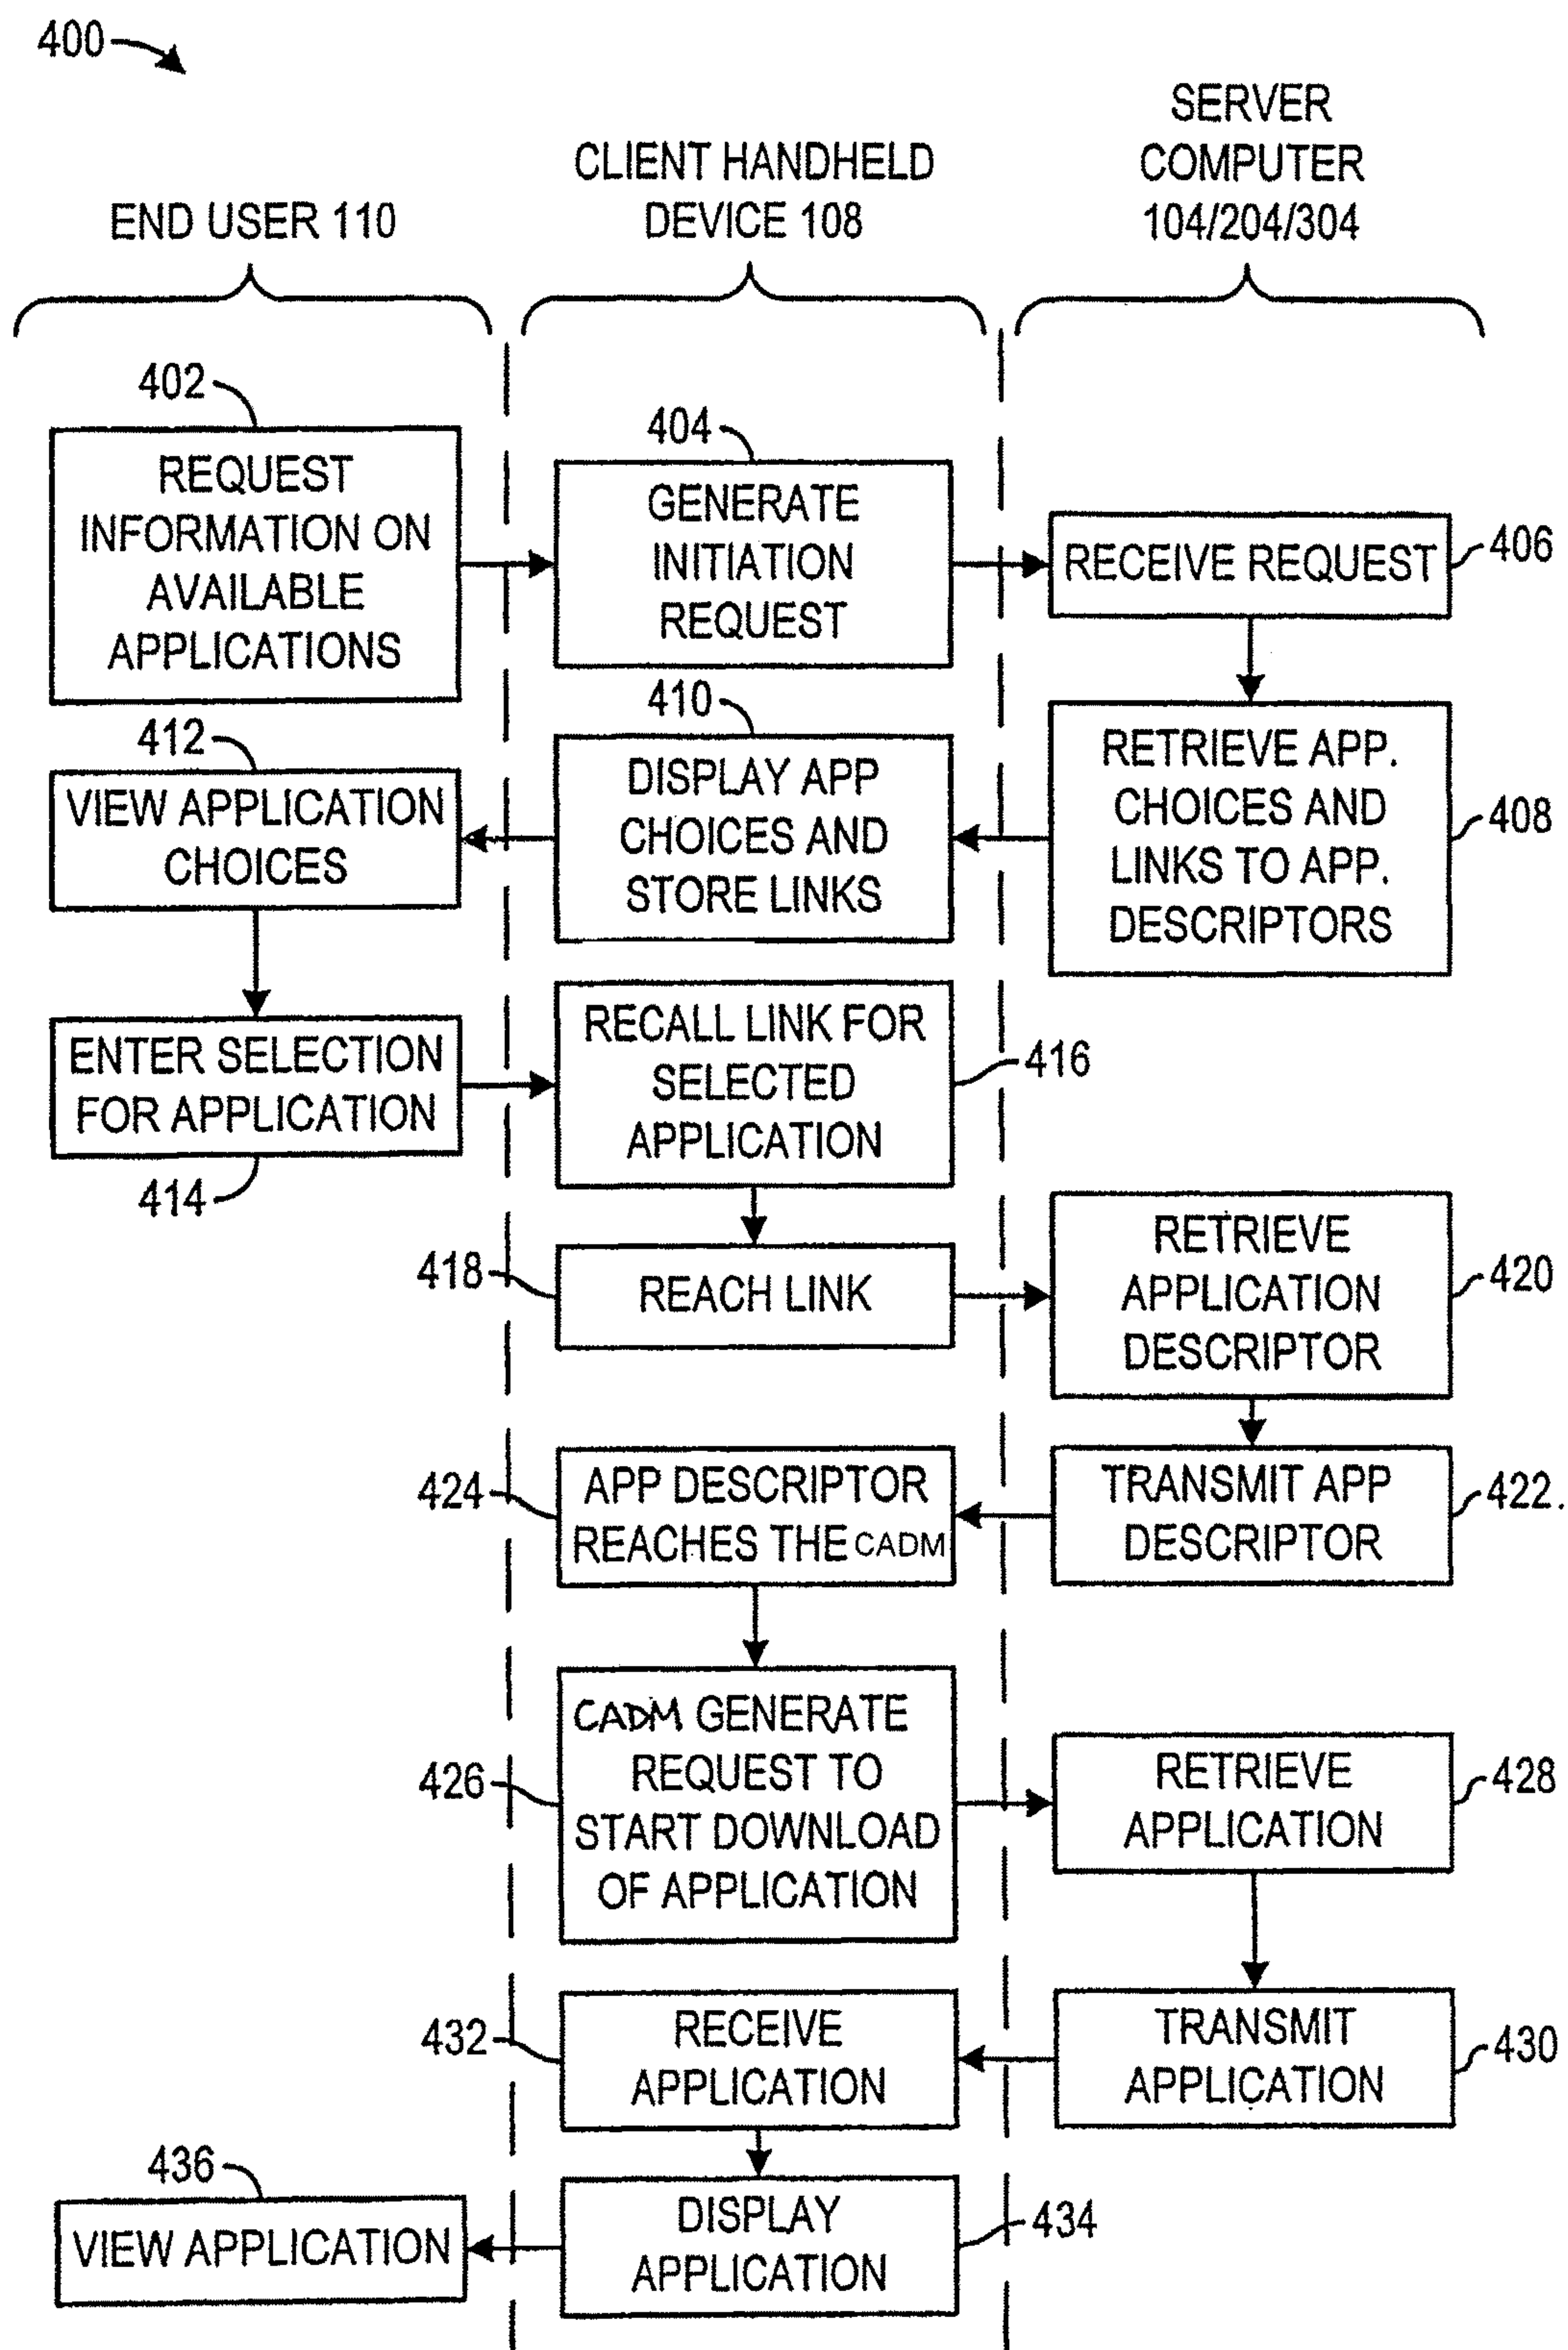 400
SERVER
COMPUTER
104/204/304
CLIENT HANDHELD
DEVICE 108
END USER 110
402
REQUEST
INFORMATION ON
AVAILABLE
APPLICATIONS
404
GENERATE
INITIATION
REQUEST
RECEIVE REQUEST
406
412
VIEW APPLICATION
CHOICES
410
DISPLAY APP
CHOICES AND
STORE LINKS
RETRIEVE APP.
CHOICES AND
LINKS TO APP.
DESCRIPTORS
408
ENTER SELECTION
FOR APPLICATION
414
RECALL LINK FOR
SELECTED
APPLICATION
416
418
REACH LINK
RETRIEVE
APPLICATION
DESCRIPTOR
420
424
APP DESCRIPTOR
REACHES THE CADM
TRANSMIT APP
DESCRIPTOR
422.
426
CADM GENERATE
REQUEST TO
START DOWNLOAD
OF APPLICATION
RETRIEVE
APPLICATION
428
432
RECEIVE
APPLICATION
TRANSMIT
APPLICATION
430
436
VIEW APPLICATION
DISPLAY
APPLICATION
434